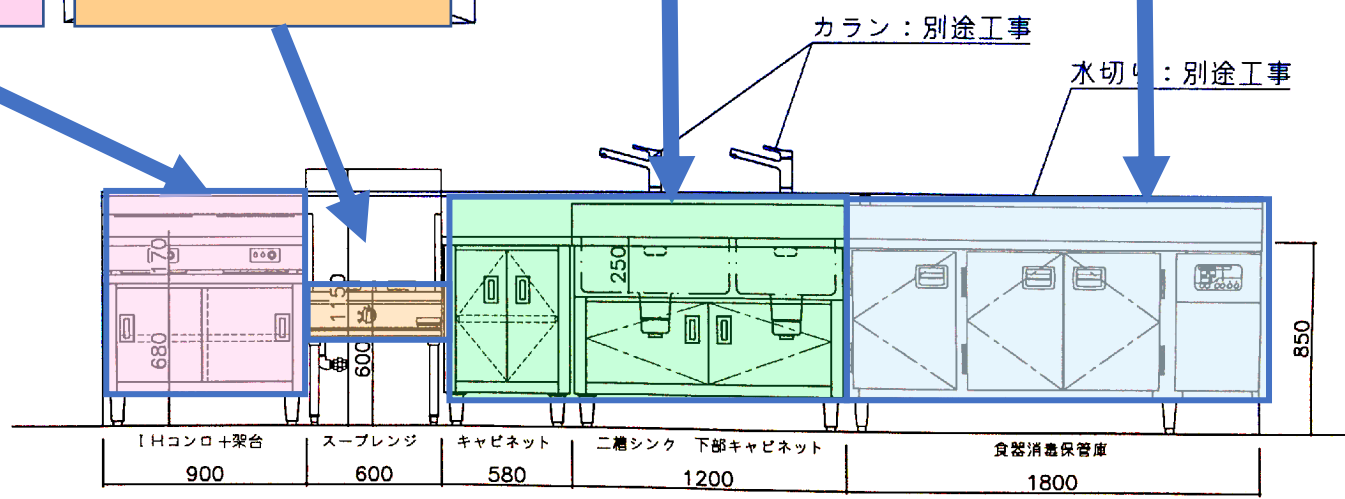 カラン：別途工事
水切り：別途工事
170
680
1150
600
250
850
ＩＨコンロ＋架台
スープレンジ
キャビネット
二槽シンク　下部キャビネット
食器消毒保管庫
900
600
580
1200
1800